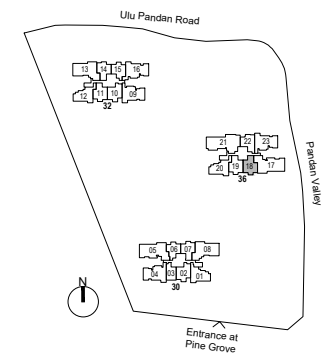 Ulu Pandan Road
13 14 15 16
12 11 10 09
32
21 22 23
20 19 18 17
36
Pandan Valley
05 06 07 08
04 03 02 01
30
N
Entrance at
Pine Grove